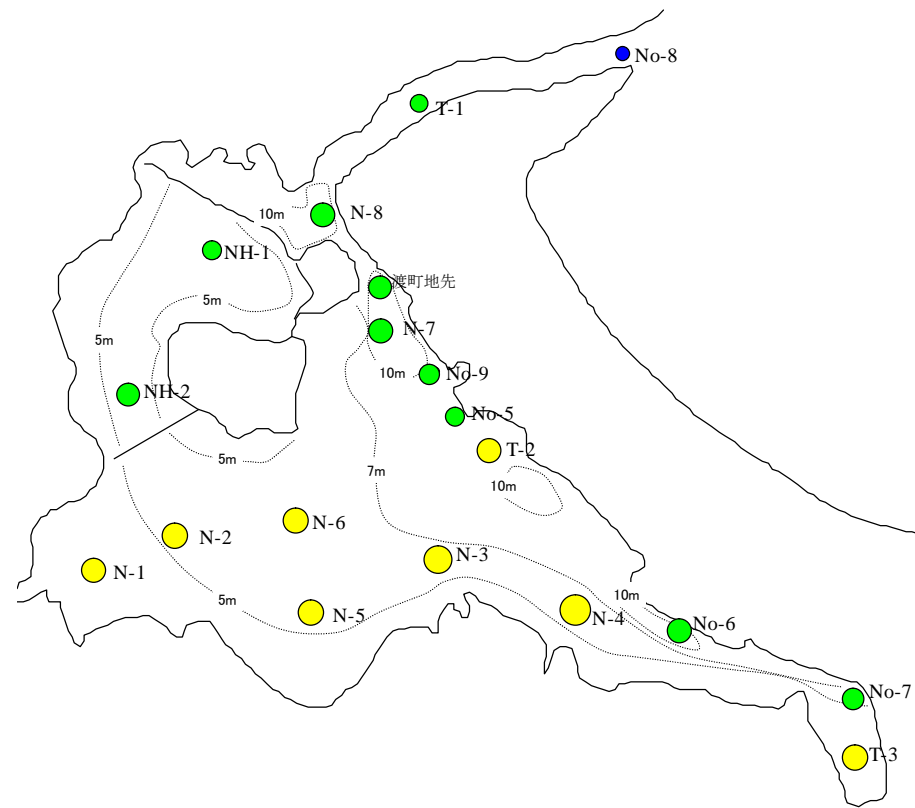 No-8
T-1
10m
N-8
NH-1
渡町地先
5m
N-7
5m
10m
No-9
NH-2
No-5
T-2
5m
7m
10m
N-6
N-2
N-3
N-1
10m
5m
N-5
N-4
No-6
No-7
T-3